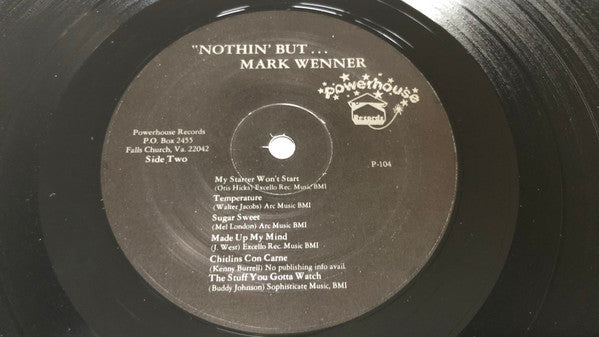 "NOTHIN' BUT...
MARK WENNER
powerhouse
Records
Powerhouse Records
P.O. Box 2455
Falls Church, Va. 22042
Side Two
P-104
My Starter Won't Start
(Otis Hicks) Excello Rec. Music BMI
Temperature
(Walter Jacobs) Arc Music BMI
Sugar Sweet
(Mel London) Arc Music BMI
Made Up My Mind
(J. West) Excello Rec. Music BMI
Chitlins Con Carne
(Kenny Burrell) No publishing info avail.
The Stuff You Gotta Watch
(Buddy Johnson) Sophisticate Music, BMI